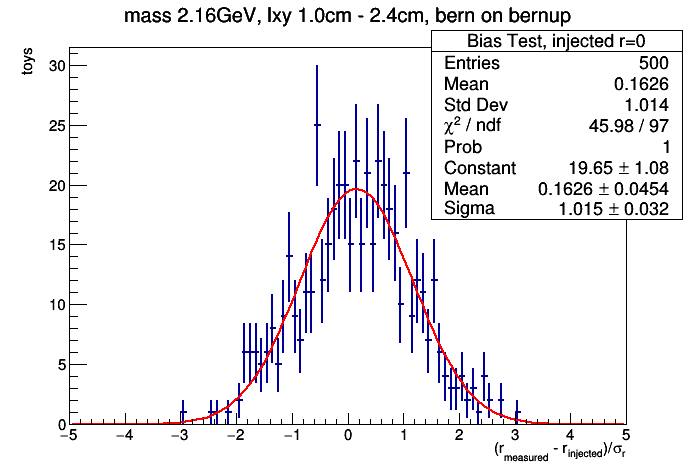 mass 2.16GeV, lxy 1.0cm - 2.4cm, bern on bernup
Bias Test, injected r=0
Entries 500
Mean 0.1626
Std Dev 1.014
χ² / ndf 45.98 / 97
Prob 1
Constant 19.65 ± 1.08
Mean 0.1626 ± 0.0454
Sigma 1.015 ± 0.032
toys
30
25
20
15
10
5
0
−5 −4 −3 −2 −1 0 1 2 3 4 5
(r_measured - r_injected)/σ_r